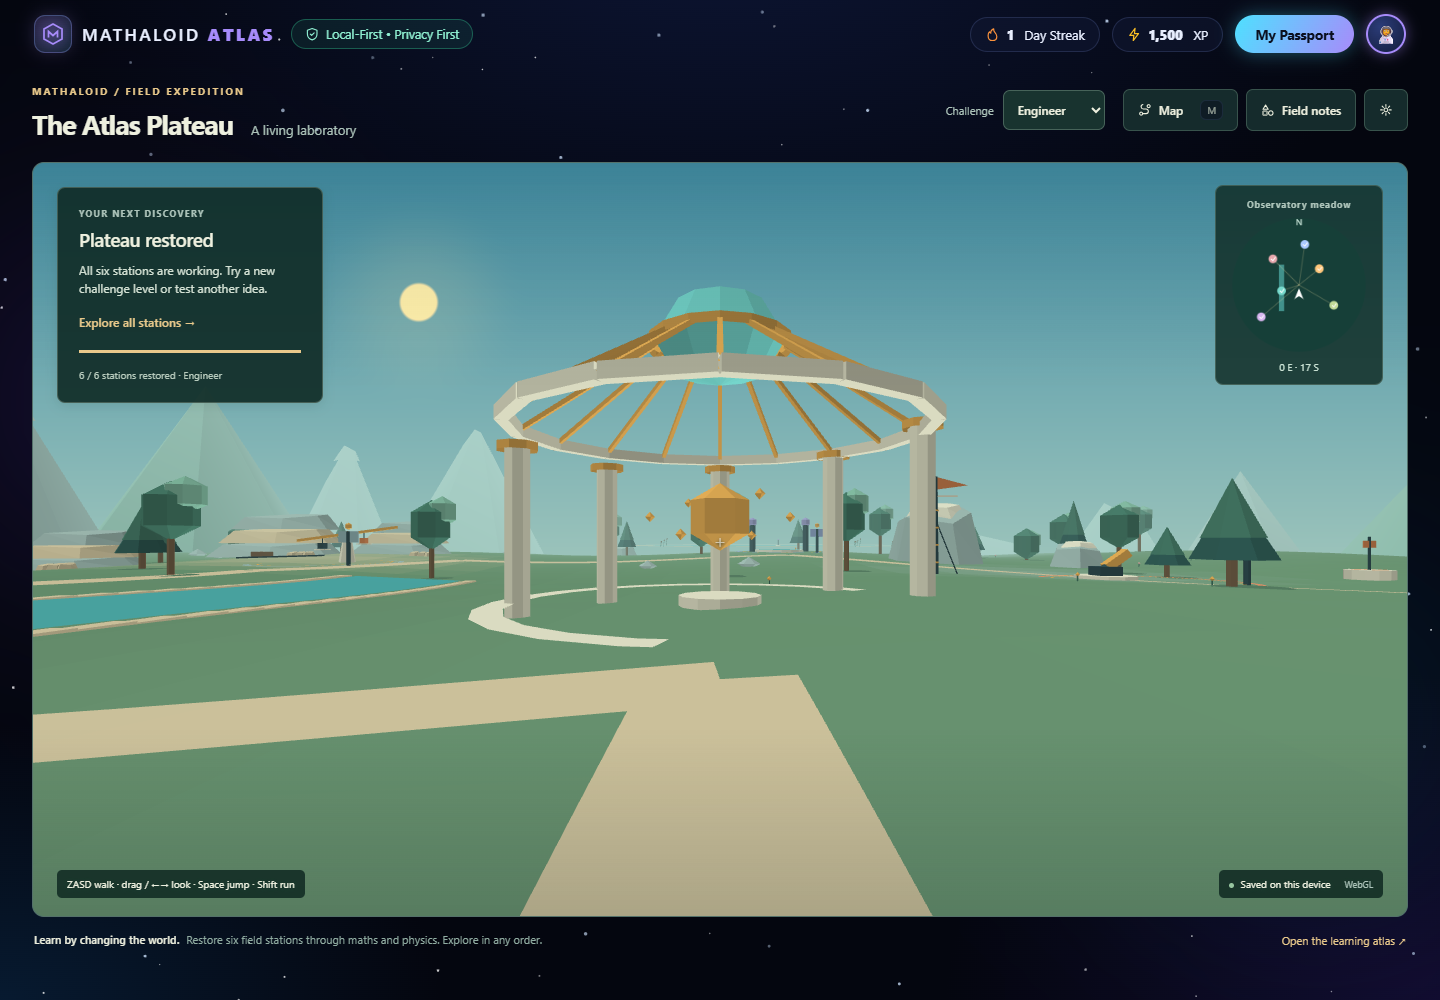 MATHALOID ATLAS.
Local-First • Privacy First
1 Day Streak
1,500 XP
My Passport
MATHALOID / FIELD EXPEDITION
The Atlas Plateau
A living laboratory
Challenge
Engineer
Map M
Field notes
YOUR NEXT DISCOVERY
Plateau restored
All six stations are working. Try a new
challenge level or test another idea.
Explore all stations →
6 / 6 stations restored · Engineer
Observatory meadow
N
0 E · 17 S
ZASD walk · drag / ←→ look · Space jump · Shift run
Saved on this device WebGL
Learn by changing the world. Restore six field stations through maths and physics. Explore in any order.
Open the learning atlas ↗